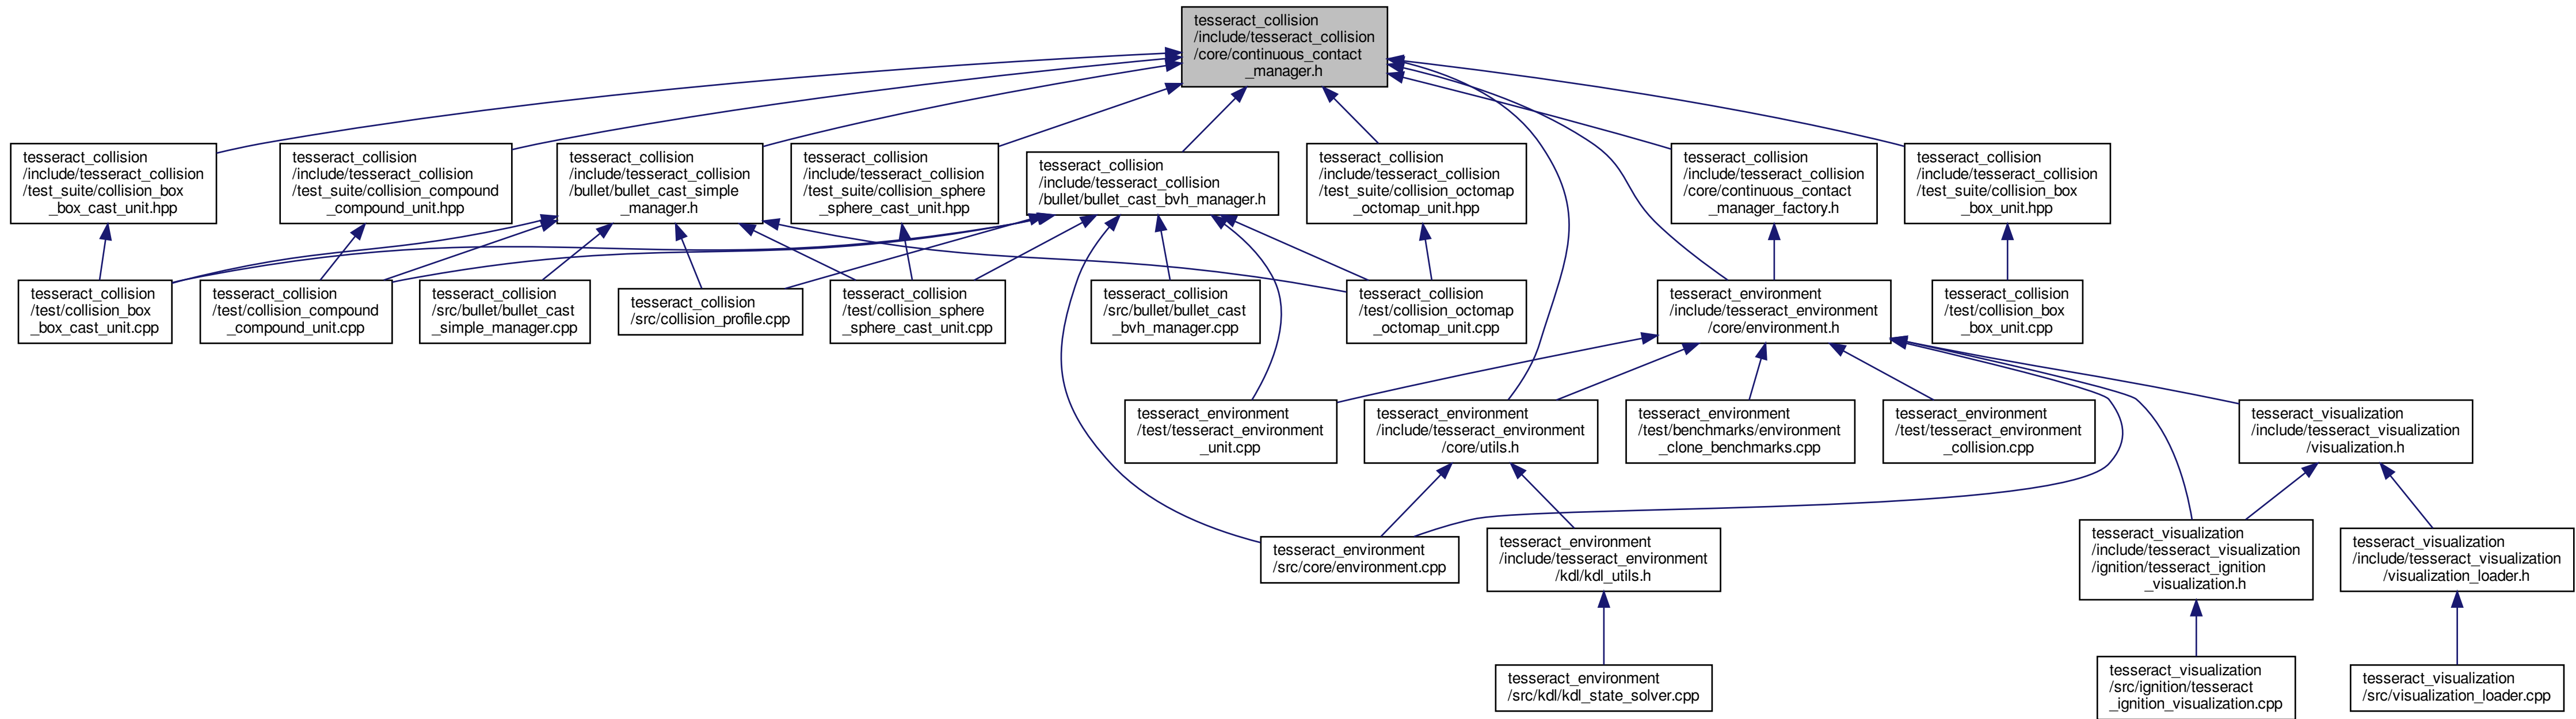 tesseract_collision
/include/tesseract_collision
/core/continuous_contact
_manager.h
tesseract_collision
/include/tesseract_collision
/test_suite/collision_box
_box_cast_unit.hpp
tesseract_collision
/include/tesseract_collision
/test_suite/collision_compound
_compound_unit.hpp
tesseract_collision
/include/tesseract_collision
/bullet/bullet_cast_simple
_manager.h
tesseract_collision
/include/tesseract_collision
/test_suite/collision_sphere
_sphere_cast_unit.hpp
tesseract_collision
/include/tesseract_collision
/bullet/bullet_cast_bvh_manager.h
tesseract_collision
/include/tesseract_collision
/test_suite/collision_octomap
_octomap_unit.hpp
tesseract_collision
/include/tesseract_collision
/core/continuous_contact
_manager_factory.h
tesseract_collision
/include/tesseract_collision
/test_suite/collision_box
_box_unit.hpp
tesseract_collision
/test/collision_box
_box_cast_unit.cpp
tesseract_collision
/test/collision_compound
_compound_unit.cpp
tesseract_collision
/src/bullet/bullet_cast
_simple_manager.cpp
tesseract_collision
/src/collision_profile.cpp
tesseract_collision
/test/collision_sphere
_sphere_cast_unit.cpp
tesseract_collision
/src/bullet/bullet_cast
_bvh_manager.cpp
tesseract_collision
/test/collision_octomap
_octomap_unit.cpp
tesseract_environment
/include/tesseract_environment
/core/environment.h
tesseract_collision
/test/collision_box
_box_unit.cpp
tesseract_environment
/test/tesseract_environment
_unit.cpp
tesseract_environment
/include/tesseract_environment
/core/utils.h
tesseract_environment
/test/benchmarks/environment
_clone_benchmarks.cpp
tesseract_environment
/test/tesseract_environment
_collision.cpp
tesseract_visualization
/include/tesseract_visualization
/visualization.h
tesseract_environment
/src/core/environment.cpp
tesseract_environment
/include/tesseract_environment
/kdl/kdl_utils.h
tesseract_visualization
/include/tesseract_visualization
/ignition/tesseract_ignition
_visualization.h
tesseract_visualization
/include/tesseract_visualization
/visualization_loader.h
tesseract_environment
/src/kdl/kdl_state_solver.cpp
tesseract_visualization
/src/ignition/tesseract
_ignition_visualization.cpp
tesseract_visualization
/src/visualization_loader.cpp